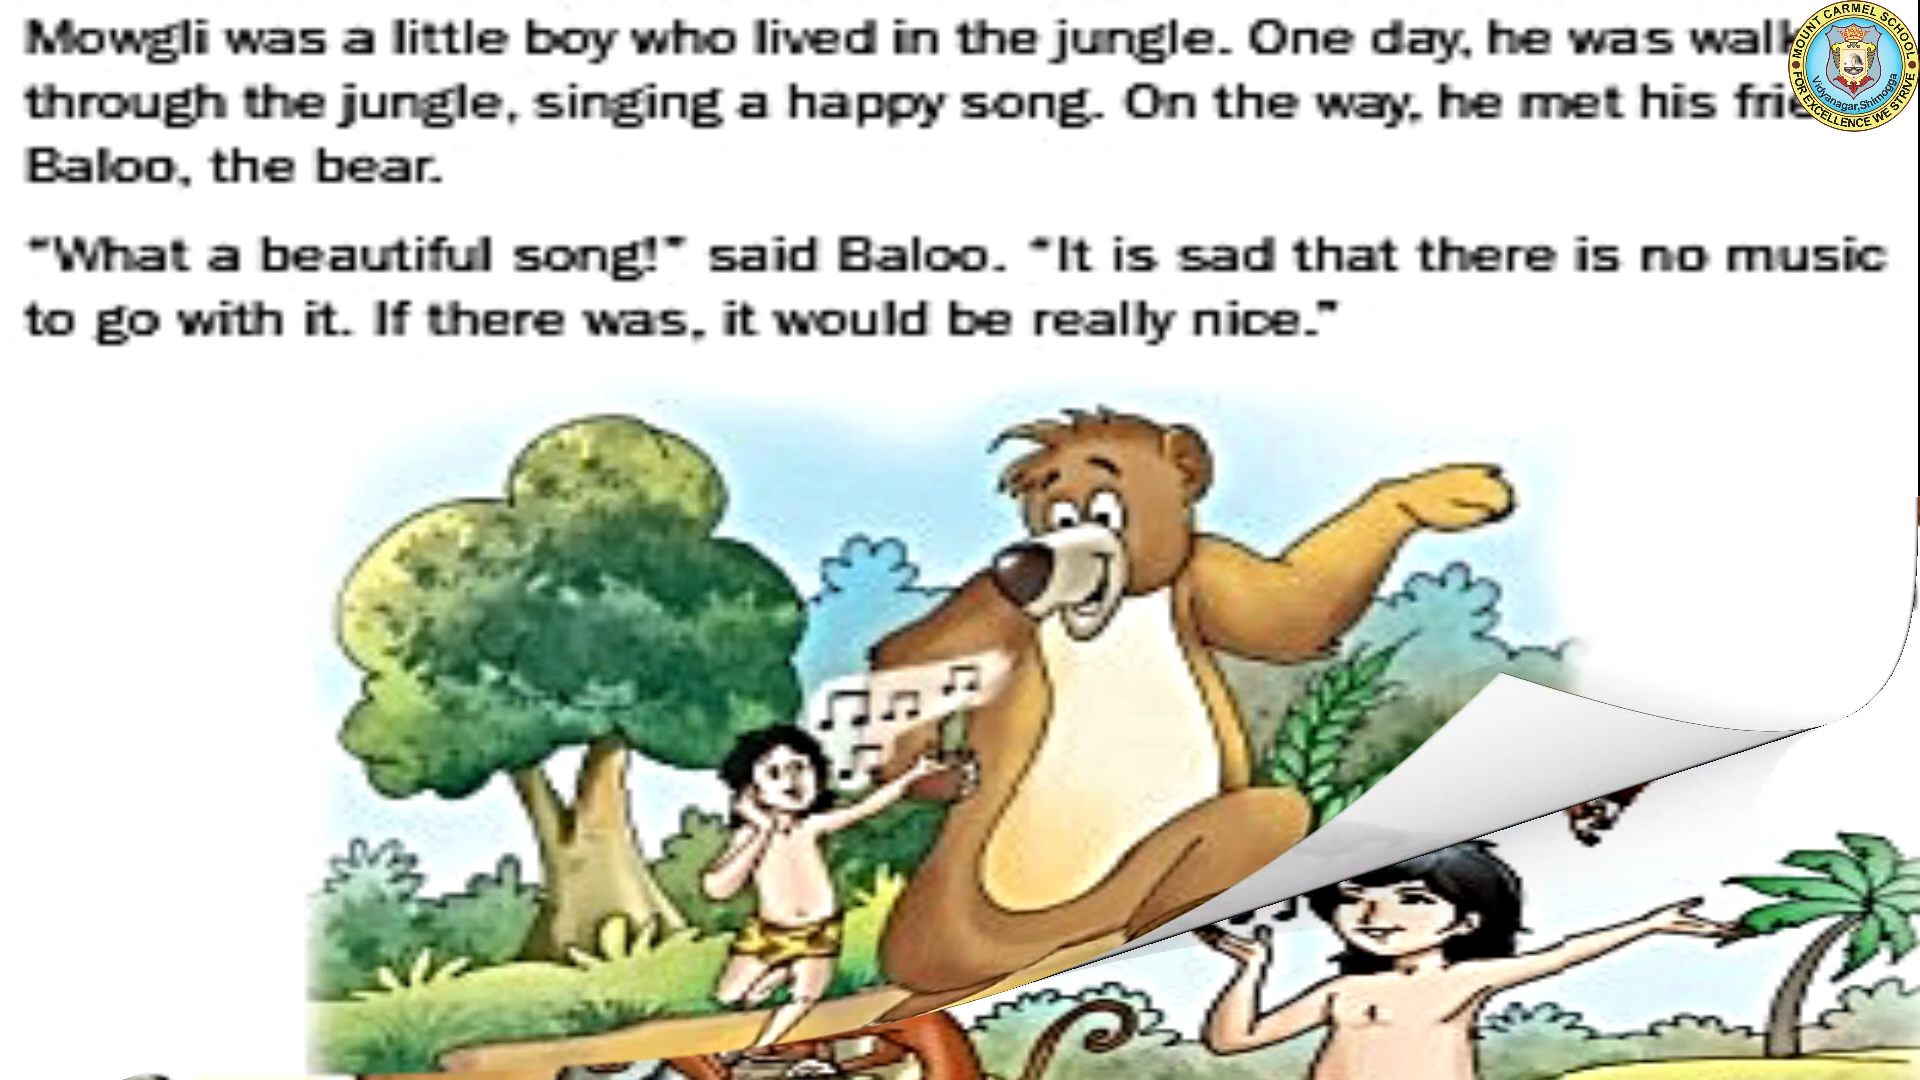 Mowgli was a little boy who lived in the jungle. One day, he was walk
through the jungle, singing a happy song. On the way, he met his frie
Baloo, the bear.
“What a beautiful song!” said Baloo. “It is sad that there is no music
to go with it. If there was, it would be really nice.”
MOUNT CARMEL SCHOOL
Vidyanagar,Shimogga
FOR EXCELLENCE WE STRIVE